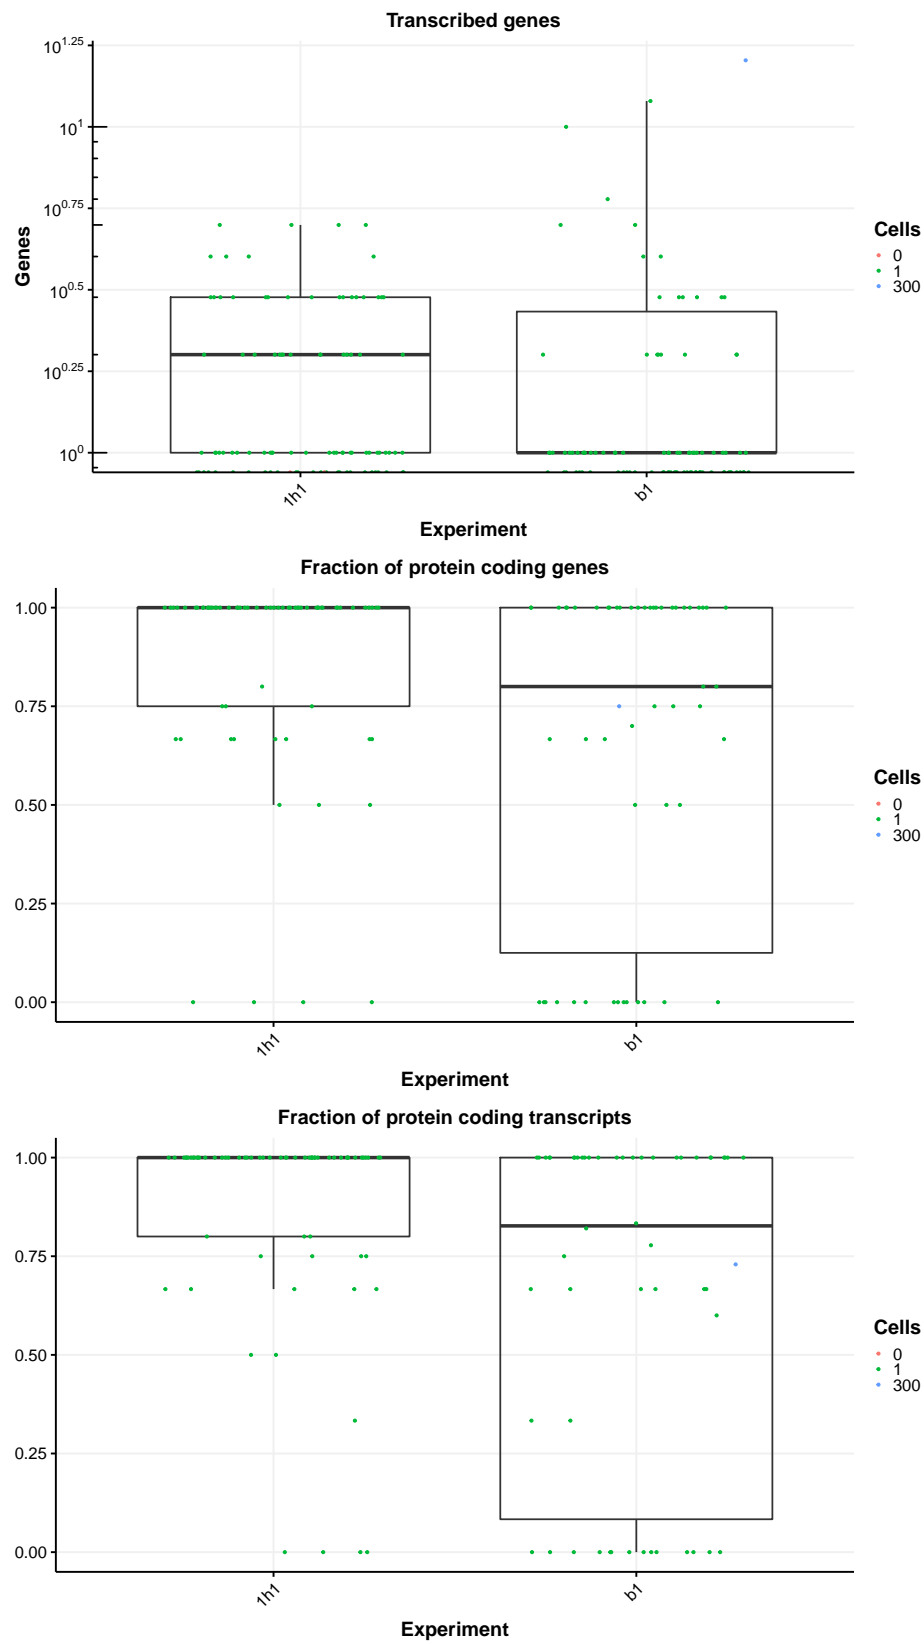 Transcribed genes
10^1.25
10^1
10^0.75
10^0.5
10^0.25
10^0
Genes
1h1
b1
Experiment
Cells
0
1
300
Fraction of protein coding genes
1.00
0.75
0.50
0.25
0.00
1h1
b1
Experiment
Cells
0
1
300
Fraction of protein coding transcripts
1.00
0.75
0.50
0.25
0.00
1h1
b1
Experiment
Cells
0
1
300